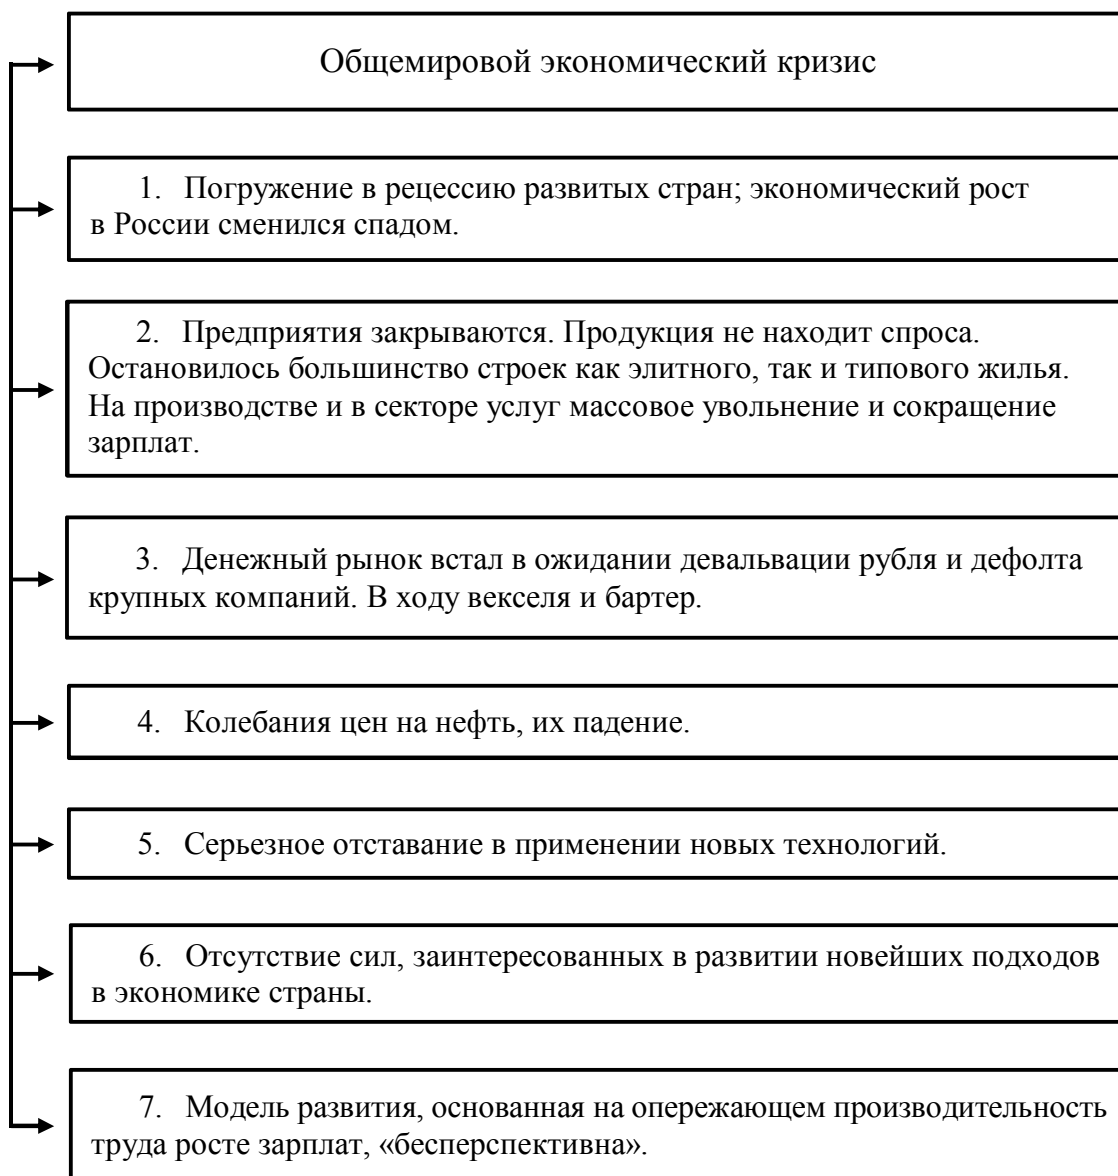 Общемировой экономический кризис
1. Погружение в рецессию развитых стран; экономический рост
в России сменился спадом.
2. Предприятия закрываются. Продукция не находит спроса.
Остановилось большинство строек как элитного, так и типового жилья.
На производстве и в секторе услуг массовое увольнение и сокращение
зарплат.
3. Денежный рынок встал в ожидании девальвации рубля и дефолта
крупных компаний. В ходу векселя и бартер.
4. Колебания цен на нефть, их падение.
5. Серьезное отставание в применении новых технологий.
6. Отсутствие сил, заинтересованных в развитии новейших подходов
в экономике страны.
7. Модель развития, основанная на опережающем производительность
труда росте зарплат, «бесперспективна».